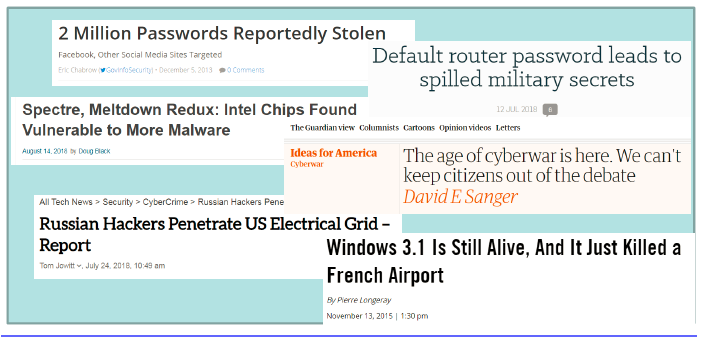 2 Million Passwords Reportedly Stolen
Facebook, Other Social Media Sites Targeted
Eric Chabrow (GovInfoSecurity) • December 5, 2013 0 Comments
Default router password leads to
spilled military secrets
12 JUL 2018 6
Spectre, Meltdown Redux: Intel Chips Found
Vulnerable to More Malware
August 14, 2018 by Doug Black
The Guardian view Columnists Cartoons Opinion videos Letters
Ideas for America
Cyberwar
The age of cyberwar is here. We can't
keep citizens out of the debate
David E Sanger
All Tech News > Security > CyberCrime > Russian Hackers Pene
Russian Hackers Penetrate US Electrical Grid –
Report
Tom Jowitt, July 24, 2018, 10:49 am
Windows 3.1 Is Still Alive, And It Just Killed a
French Airport
By Pierre Longeray
November 13, 2015 | 1:30 pm